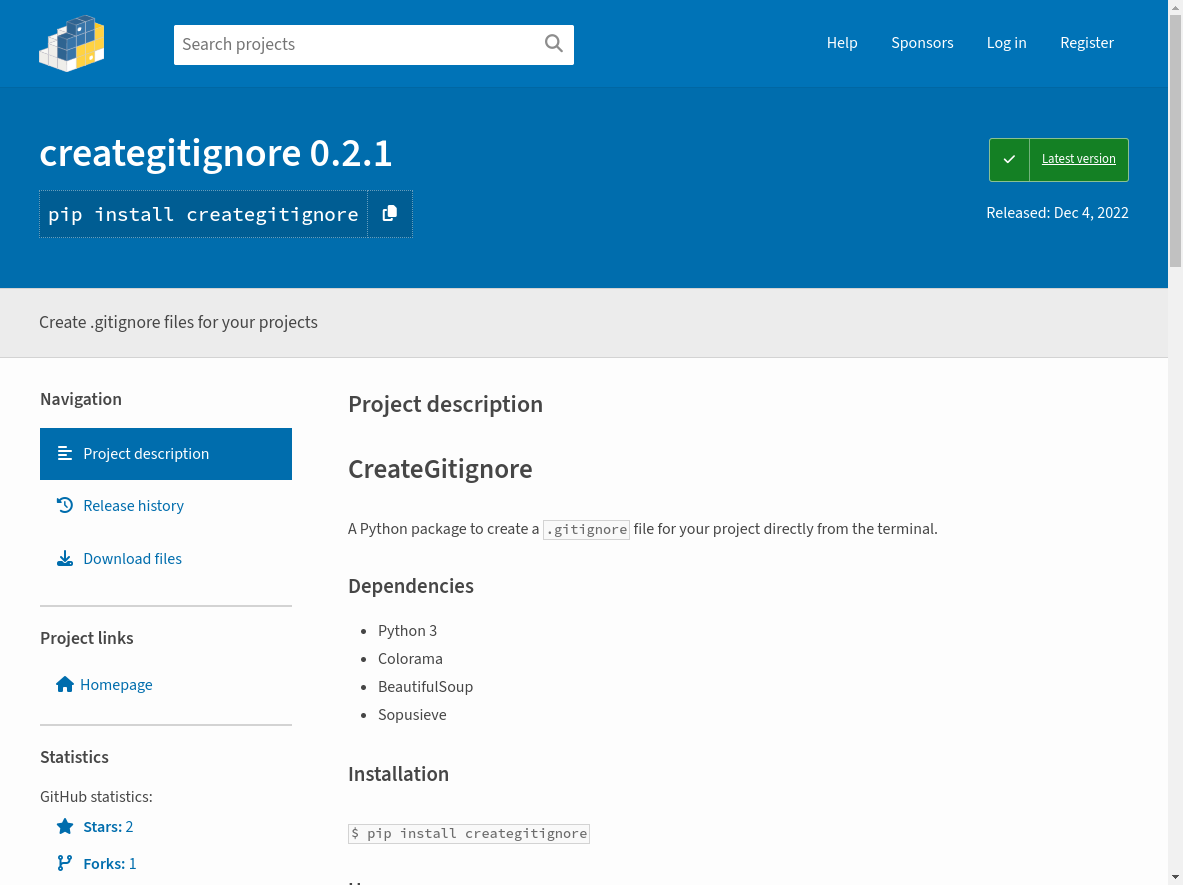 Search projects
Help
Sponsors
Log in
Register
creategitignore 0.2.1
pip install creategitignore
Latest version
Released: Dec 4, 2022
Create .gitignore files for your projects
Navigation
Project description
Release history
Download files
Project links
Homepage
Statistics
GitHub statistics:
Stars: 2
Forks: 1
Project description
CreateGitignore
A Python package to create a .gitignore file for your project directly from the terminal.
Dependencies
Python 3
Colorama
BeautifulSoup
Sopusieve
Installation
$ pip install creategitignore